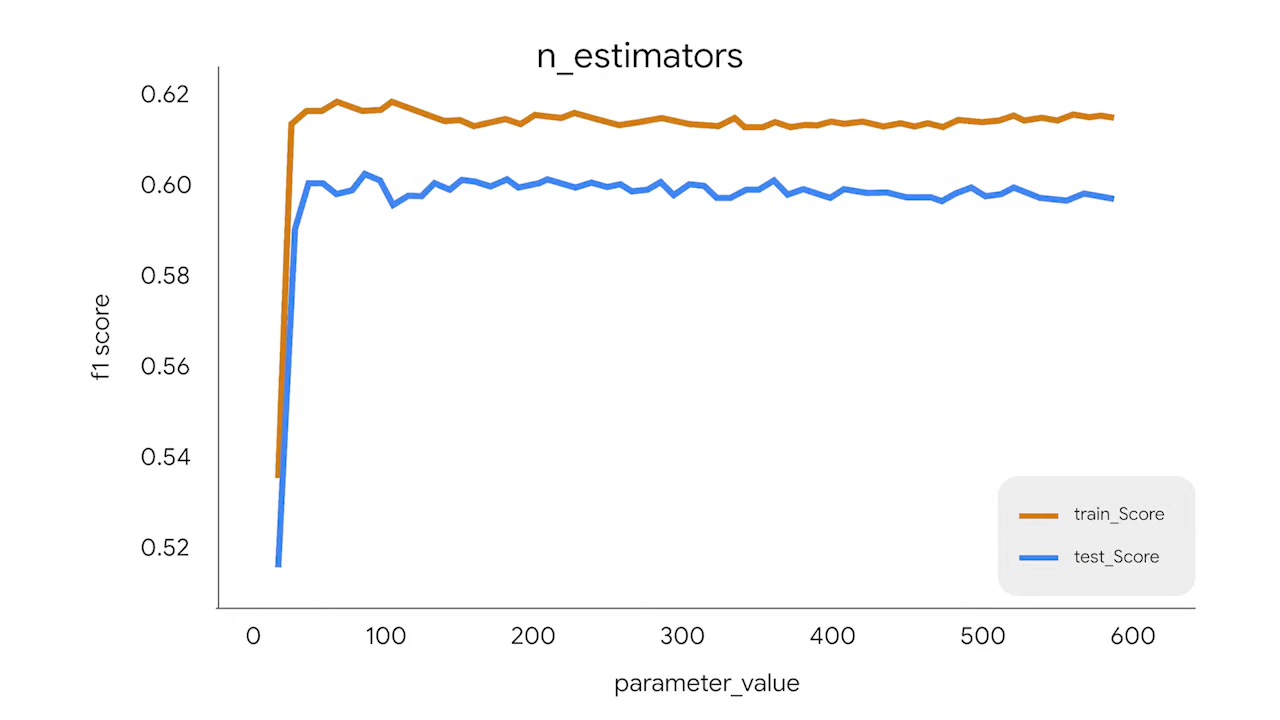 n_estimators
0.62
0.60
0.58
0.56
0.54
0.52
f1 score
train_Score
test_Score
0 100 200 300 400 500 600
parameter_value